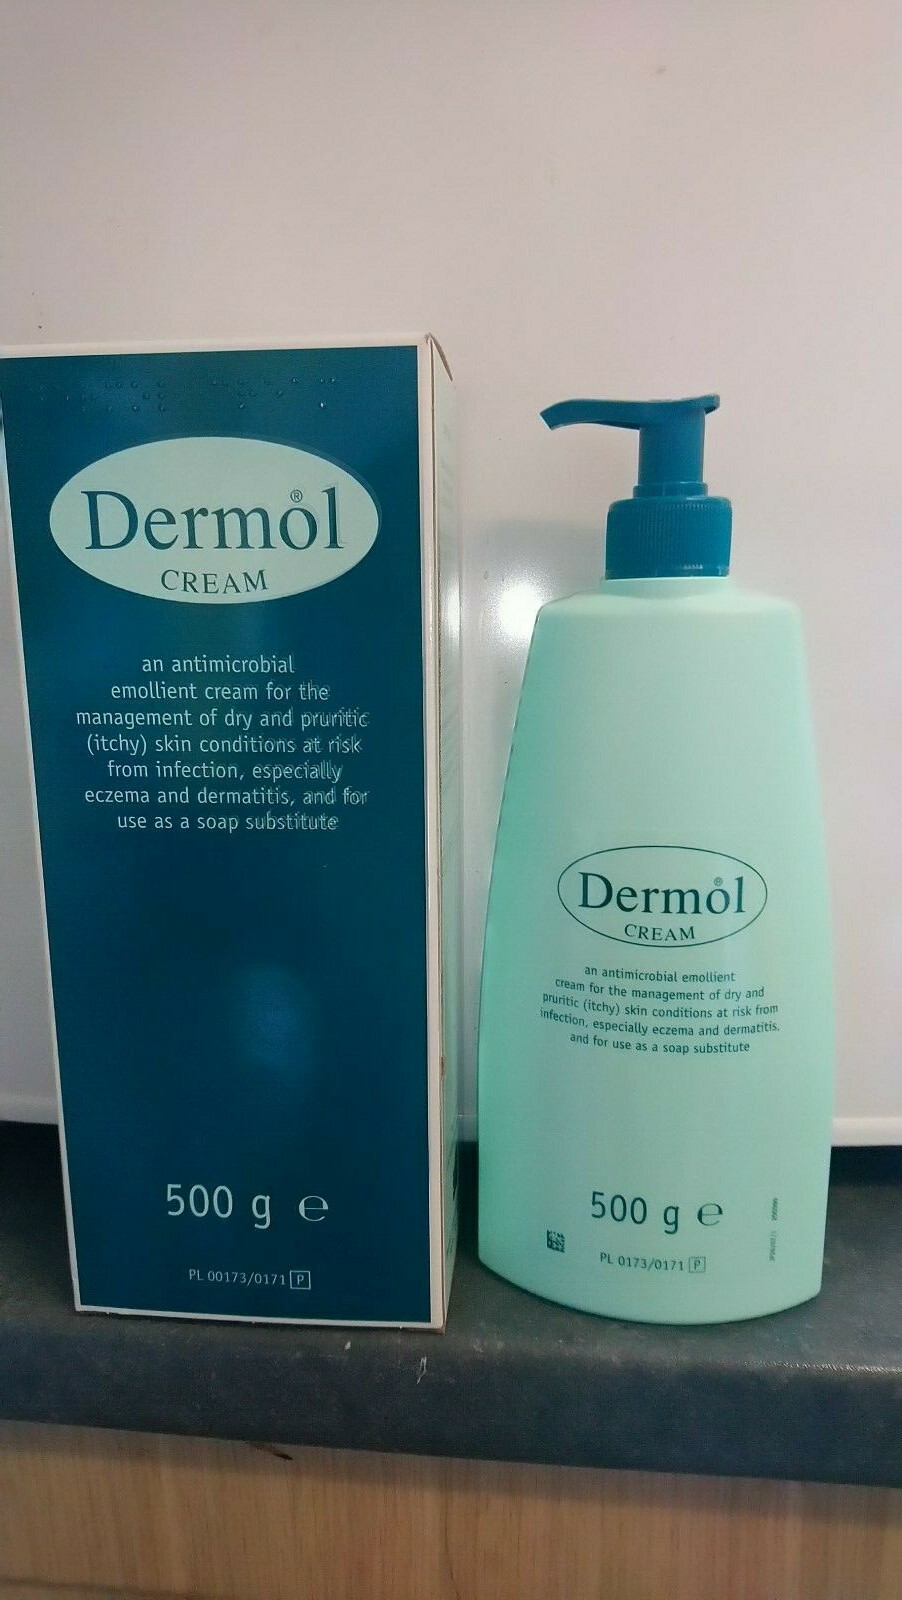 Dermol®
CREAM
an antimicrobial
emollient cream for the
management of dry and pruritic
(itchy) skin conditions at risk
from infection, especially
eczema and dermatitis, and for
use as a soap substitute
500 g ℮
PL 00173/0171 P
Dermol®
CREAM
an antimicrobial emollient
cream for the management of dry and
pruritic (itchy) skin conditions at risk from
infection, especially eczema and dermatitis,
and for use as a soap substitute
500 g ℮
PL 0173/0171 P